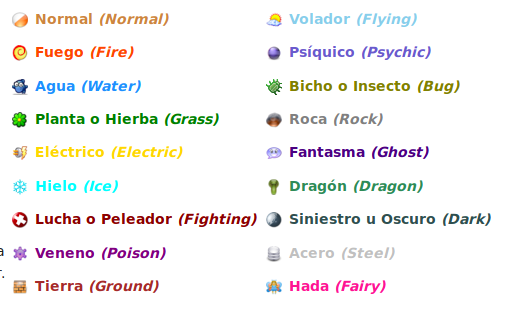 Normal (Normal)
Fuego (Fire)
Agua (Water)
Planta o Hierba (Grass)
Eléctrico (Electric)
Hielo (Ice)
Lucha o Peleador (Fighting)
a
Veneno (Poison)
r.
Tierra (Ground)
Volador (Flying)
Psíquico (Psychic)
Bicho o Insecto (Bug)
Roca (Rock)
Fantasma (Ghost)
Dragón (Dragon)
Siniestro u Oscuro (Dark)
Acero (Steel)
Hada (Fairy)